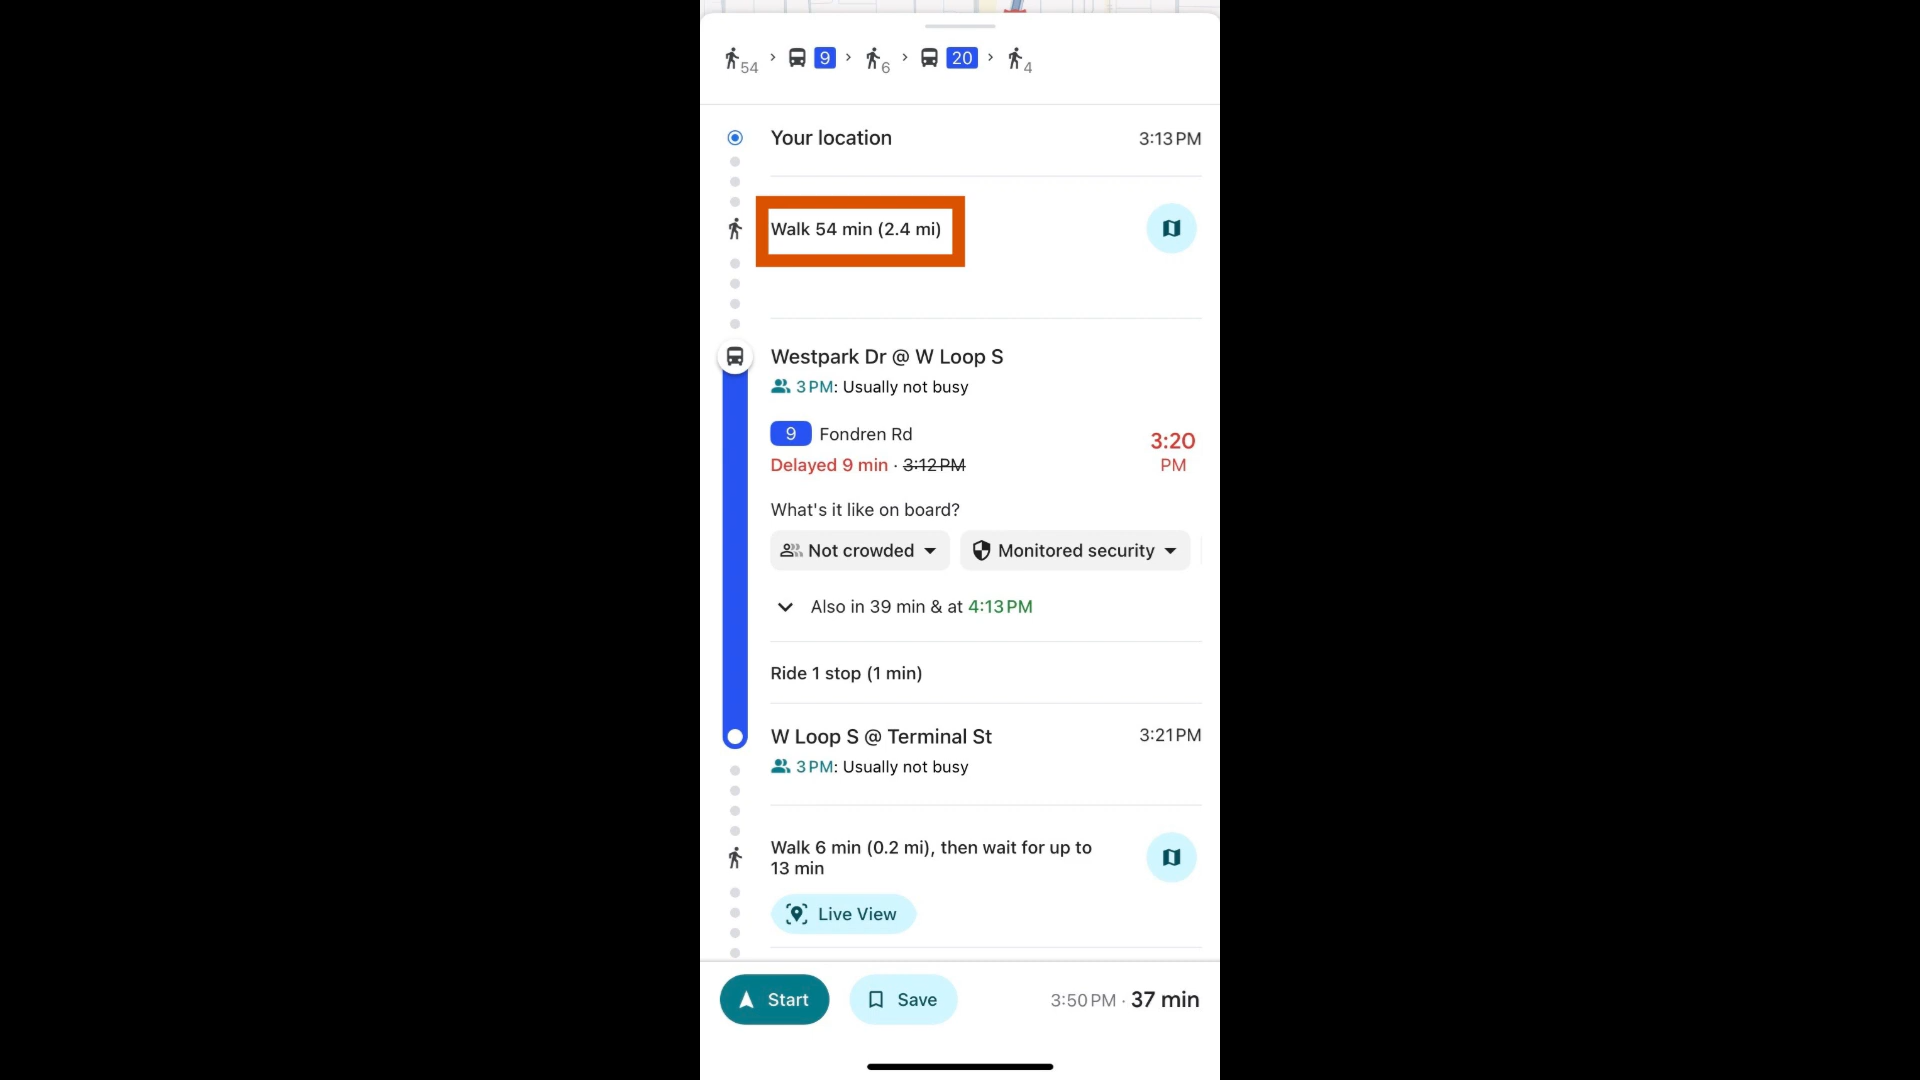 54 9 6 20 4
Your location 3:13 PM
Walk 54 min (2.4 mi)
Westpark Dr @ W Loop S
3 PM: Usually not busy
9 Fondren Rd
3:20
PM
Delayed 9 min · 3:12 PM
What's it like on board?
Not crowded Monitored security
Also in 39 min & at 4:13 PM
Ride 1 stop (1 min)
W Loop S @ Terminal St 3:21 PM
3 PM: Usually not busy
Walk 6 min (0.2 mi), then wait for up to
13 min
Live View
Start Save 3:50 PM · 37 min